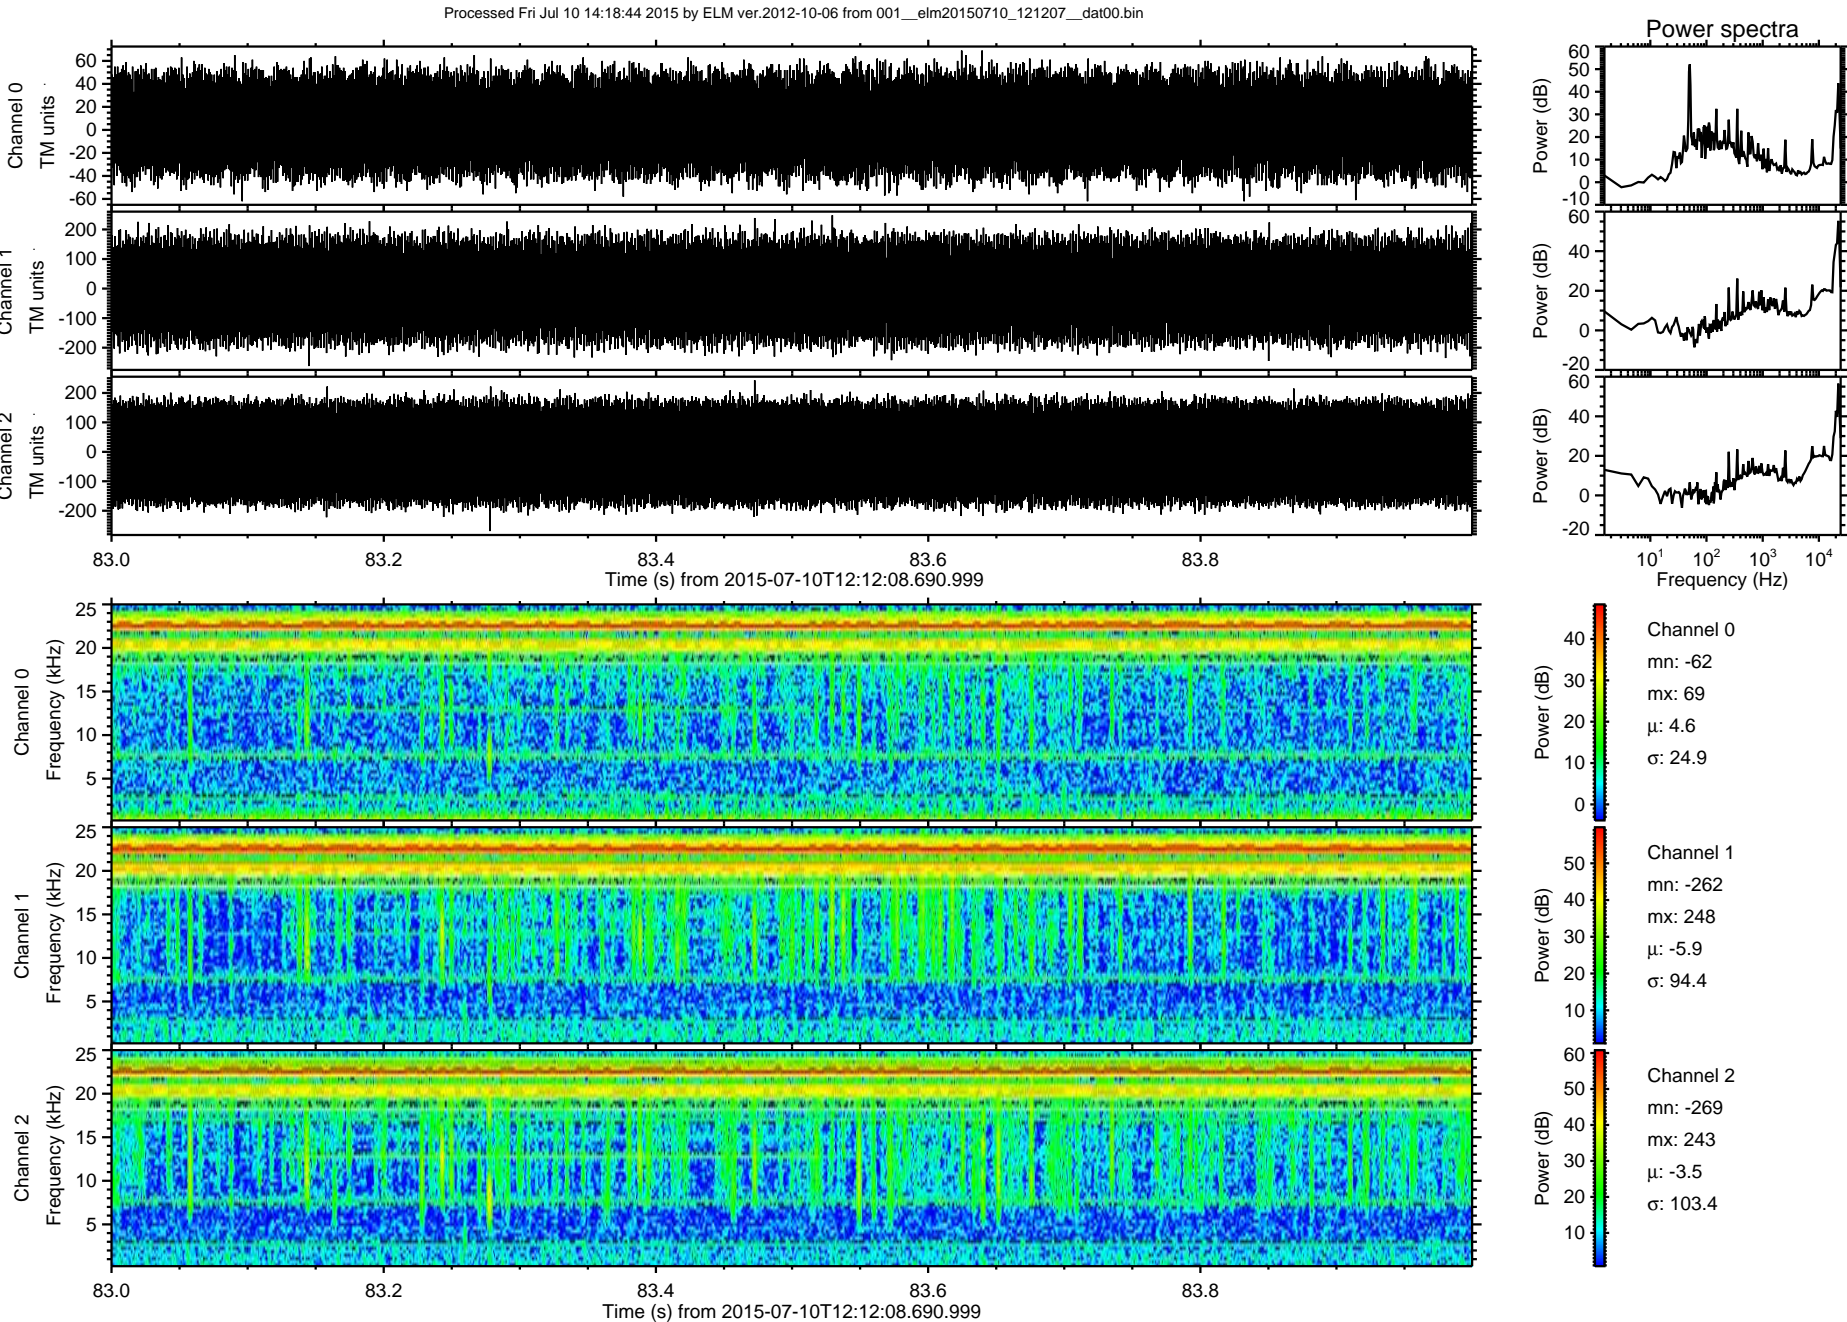 Processed Fri Jul 10 14:18:44 2015 by ELM ver.2012-10-06 from 001__elm20150710_121207__dat00.bin
Power spectra
Channel 0
TM units
60
40
20
0
-20
-40
-60
Power (dB)
60
50
40
30
20
10
0
-10
Channel 1
TM units
200
100
0
-100
-200
Power (dB)
60
40
20
0
-20
Channel 2
TM units
200
100
0
-100
-200
Power (dB)
60
40
20
0
-20
83.0 83.2 83.4 83.6 83.8
Time (s) from 2015-07-10T12:12:08.690.999
10¹ 10² 10³ 10⁴
Frequency (Hz)
Channel 0
Frequency (kHz)
25
20
15
10
5
Power (dB)
40
30
20
10
0
Channel 0
mn: -62
mx: 69
μ: 4.6
σ: 24.9
Channel 1
Frequency (kHz)
25
20
15
10
5
Power (dB)
50
40
30
20
10
Channel 1
mn: -262
mx: 248
μ: -5.9
σ: 94.4
Channel 2
Frequency (kHz)
25
20
15
10
5
Power (dB)
60
50
40
30
20
10
Channel 2
mn: -269
mx: 243
μ: -3.5
σ: 103.4
83.0 83.2 83.4 83.6 83.8
Time (s) from 2015-07-10T12:12:08.690.999